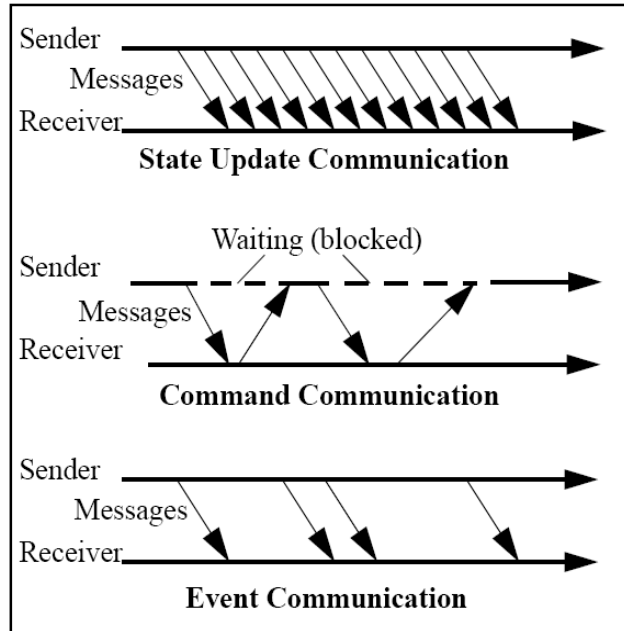 Sender
Messages
Receiver
State Update Communication
Waiting (blocked)
Sender
Messages
Receiver
Command Communication
Sender
Messages
Receiver
Event Communication